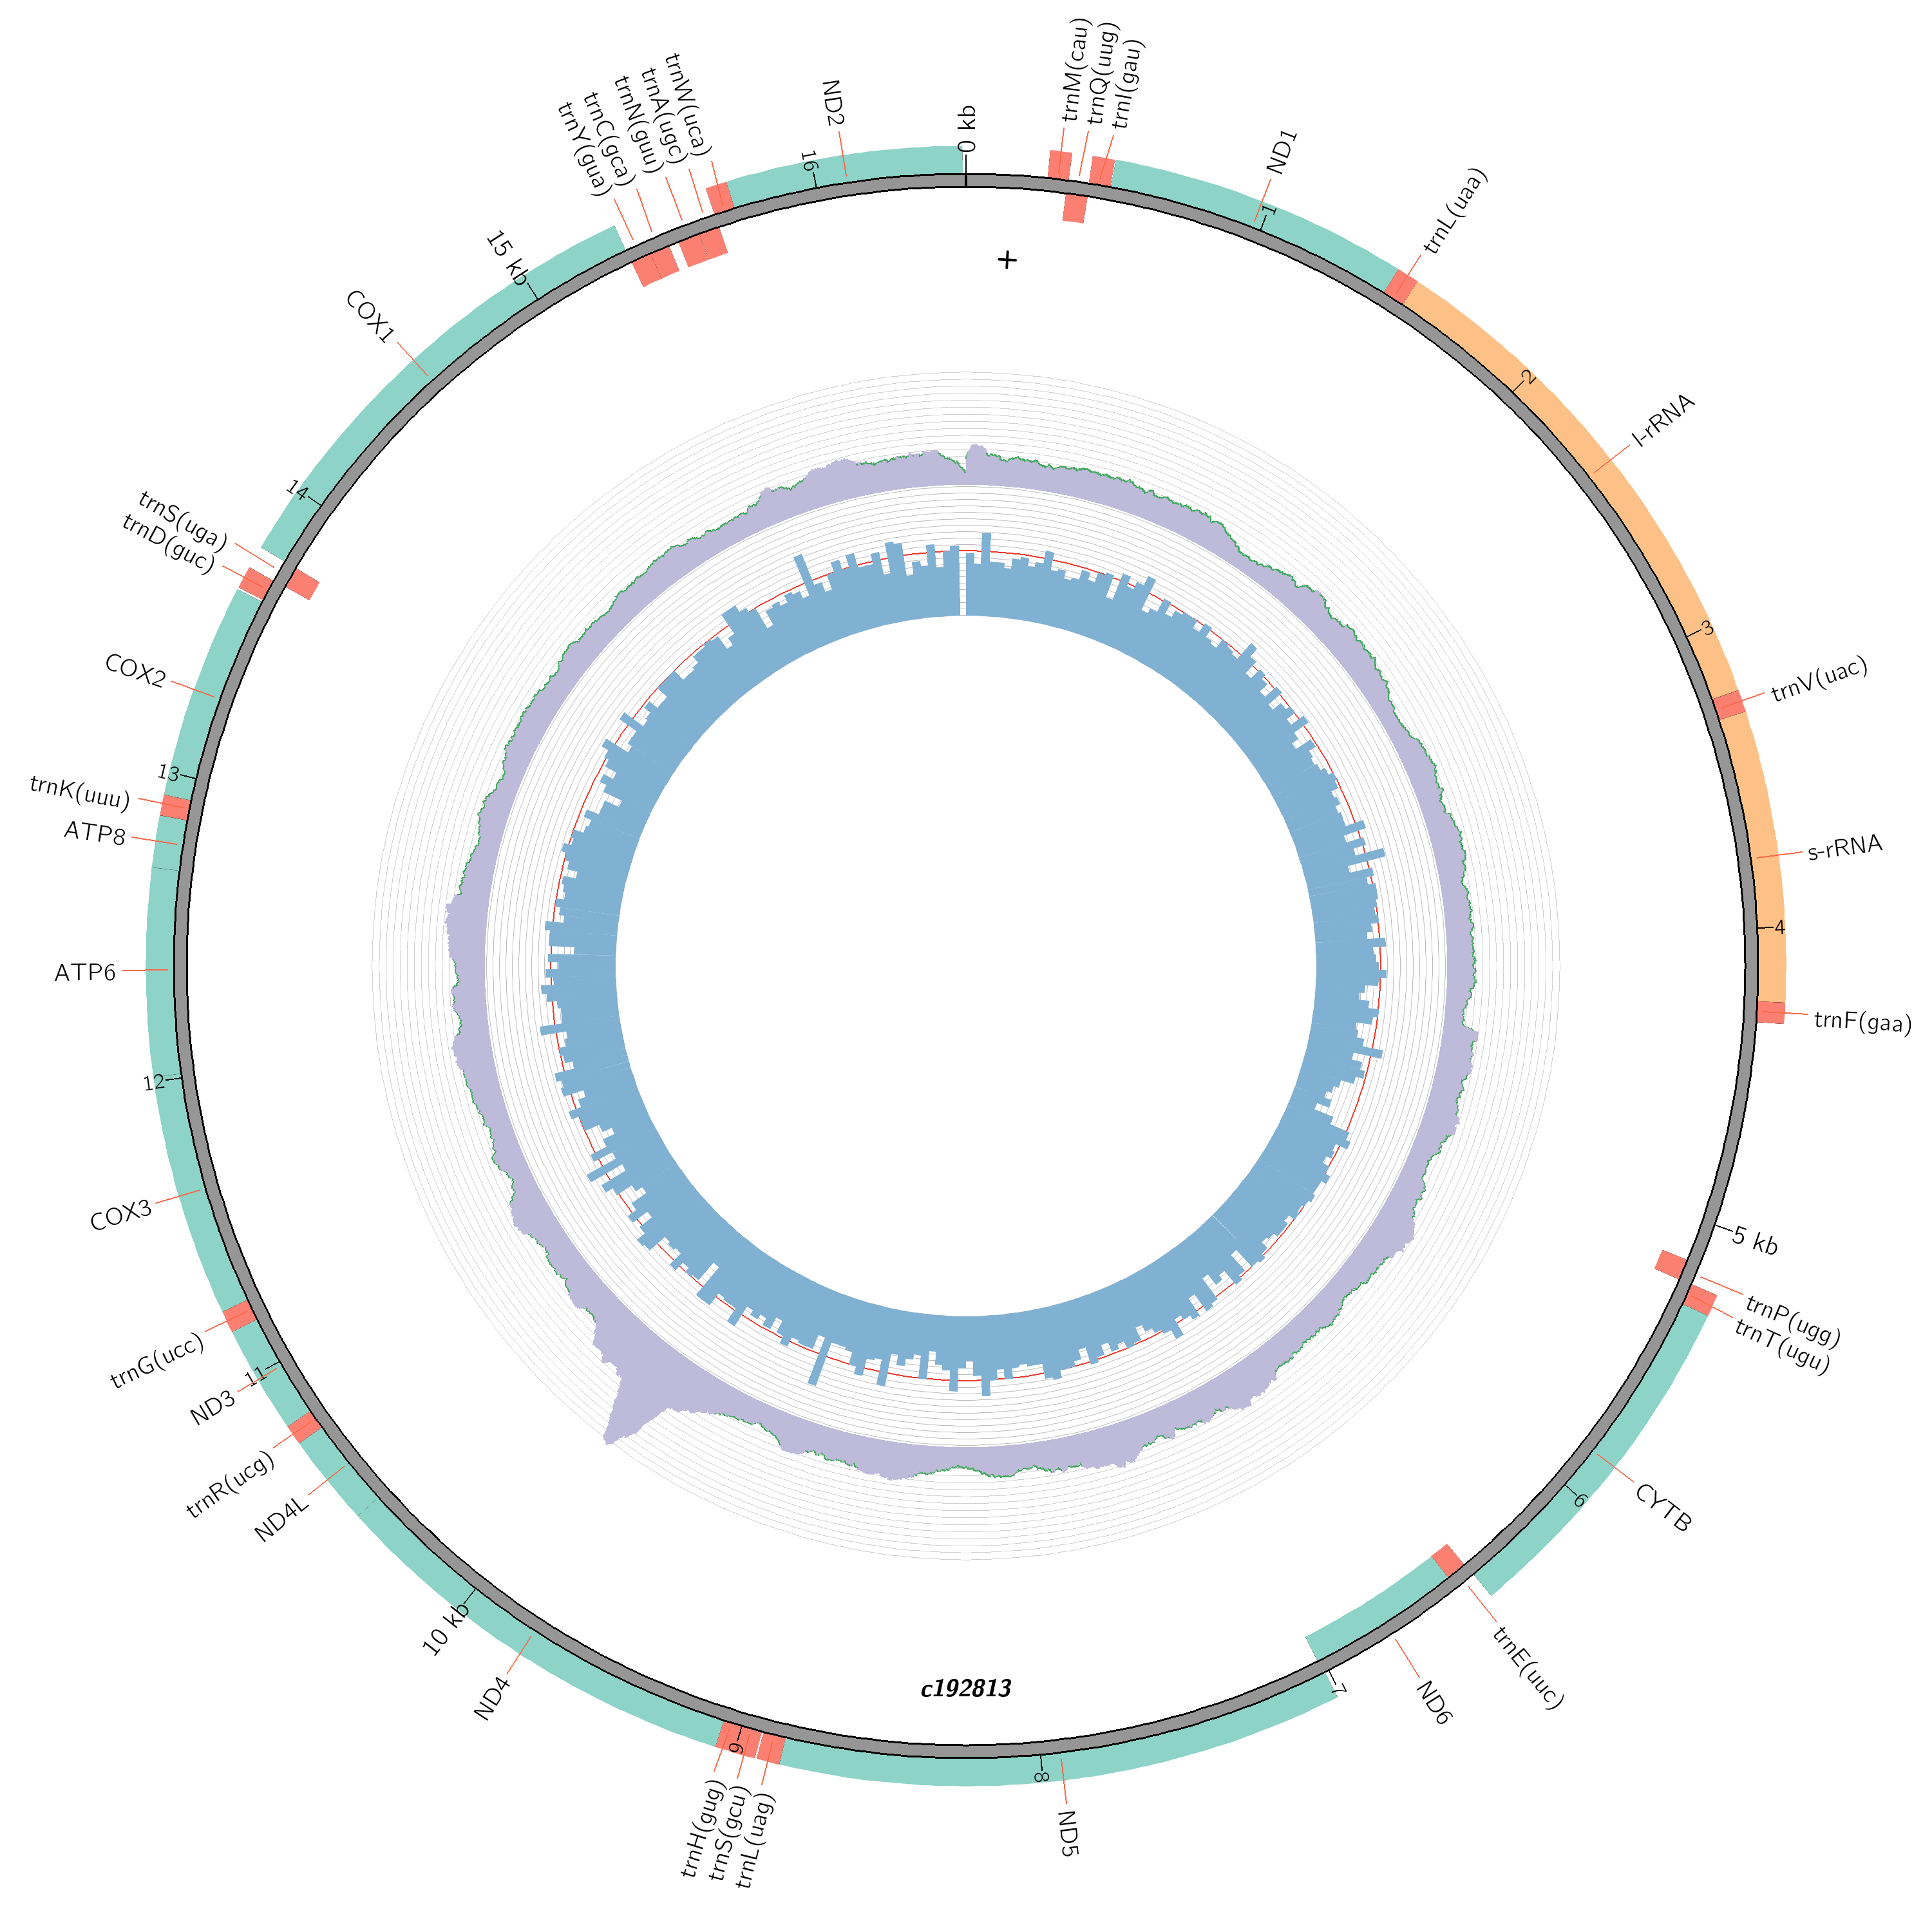 0 kb
trnM(cau)
trnQ(uug)
trnI(gau)
ND1
1
trnL(uaa)
2
l-rRNA
3
trnV(uac)
s-rRNA
4
trnF(gaa)
5 kb
trnP(ugg)
trnT(ugu)
CYTB
6
trnE(uuc)
ND6
7
ND5
8
trnL(uag)
trnS(gcu)
9
trnH(gug)
ND4
10 kb
ND4L
trnR(ucg)
ND3
11
trnG(ucc)
COX3
12
ATP6
ATP8
trnK(uuu)
13
COX2
trnD(guc)
trnS(uga)
14
COX1
15 kb
trnY(gua)
trnC(gca)
trnN(guu)
trnA(ugc)
trnW(uca)
16
ND2
+
c192813